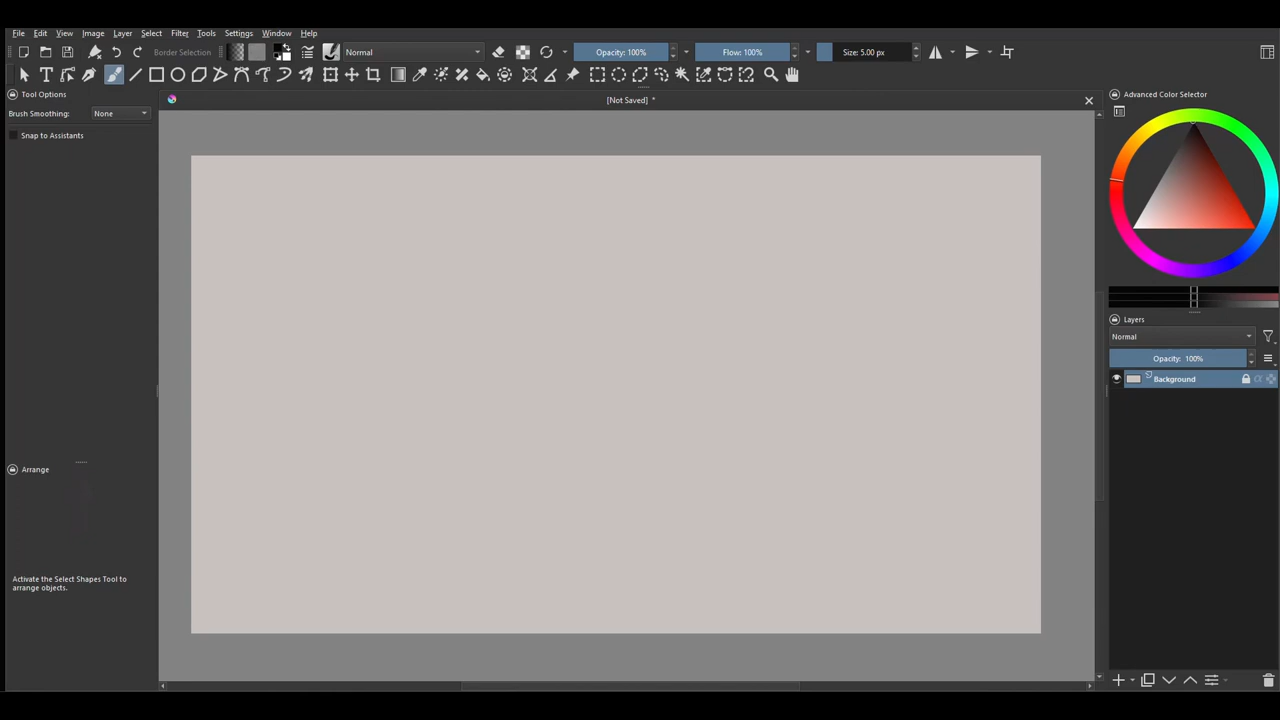 File Edit View Image Layer Select Filter Tools Settings Window Help
Border Selection Normal Opacity: 100% Flow: 100% Size: 5.00 px
Tool Options
Brush Smoothing: None
Snap to Assistants
[Not Saved] *
Advanced Color Selector
Layers
Normal
Opacity: 100%
Background
Arrange
Activate the Select Shapes Tool to
arrange objects.